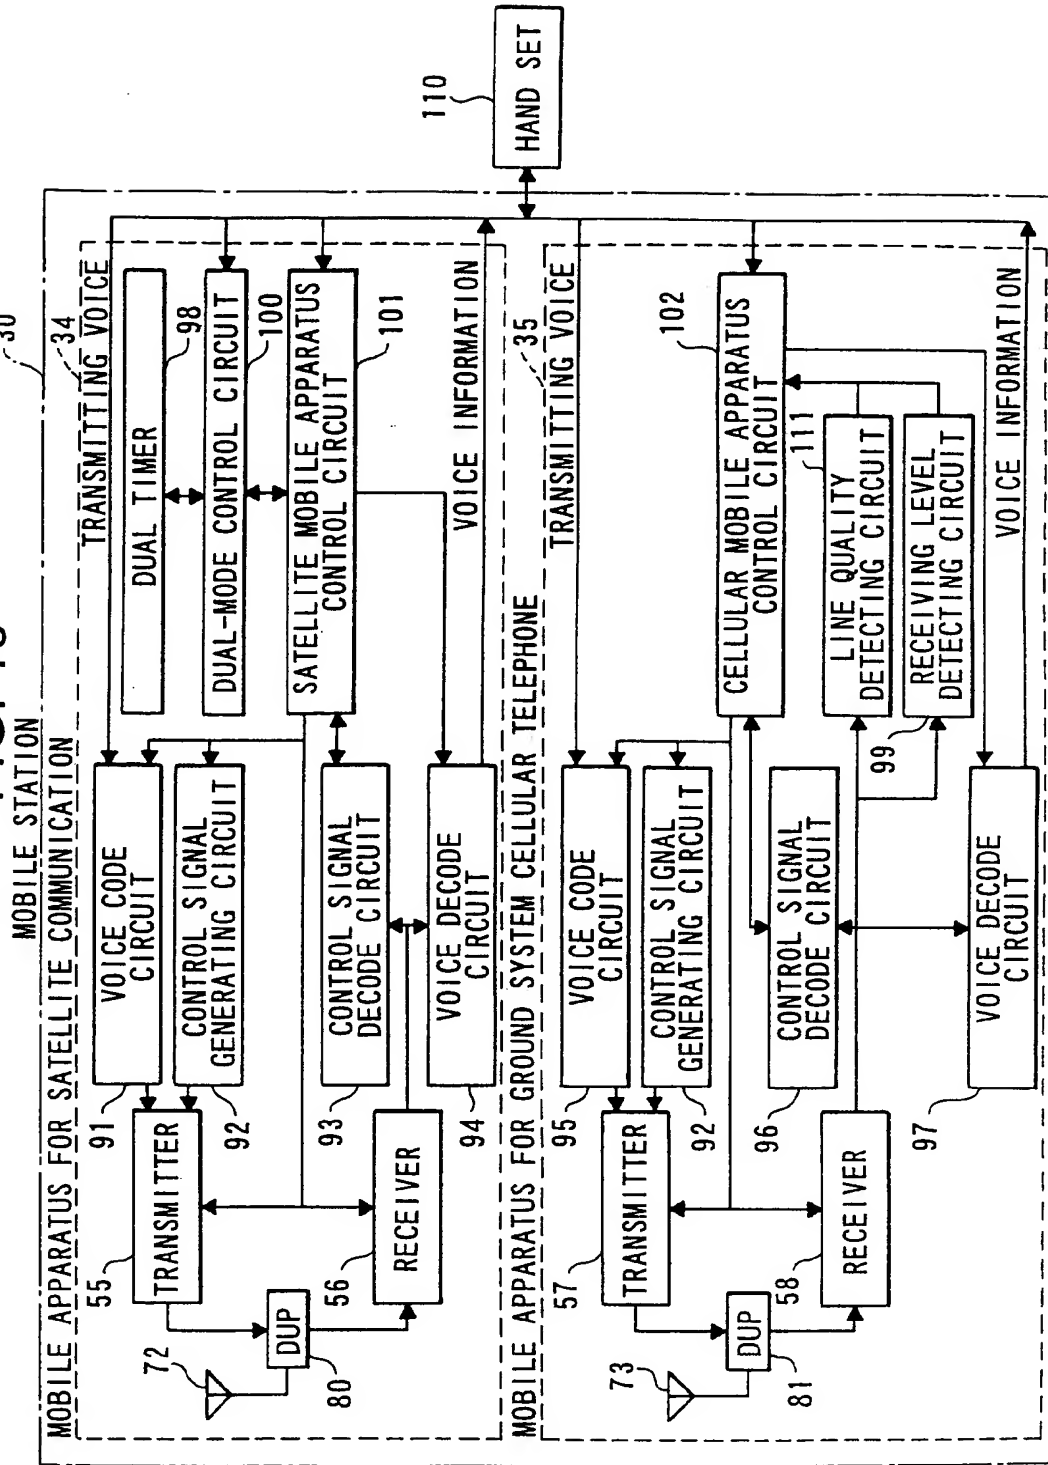 MOBILE STATION
30
MOBILE APPARATUS FOR SATELLITE COMMUNICATION
34
TRANSMITTING VOICE
72
55
TRANSMITTER
91
VOICE CODE
CIRCUIT
DUAL TIMER
98
92
CONTROL SIGNAL
GENERATING CIRCUIT
DUAL-MODE CONTROL CIRCUIT
100
DUP
80
SATELLITE MOBILE APPARATUS
CONTROL CIRCUIT
101
56
RECEIVER
93
CONTROL SIGNAL
DECODE CIRCUIT
94
VOICE DECODE
CIRCUIT
VOICE INFORMATION
110
HAND SET
MOBILE APPARATUS FOR GROUND SYSTEM CELLULAR TELEPHONE
35
TRANSMITTING VOICE
73
57
TRANSMITTER
95
VOICE CODE
CIRCUIT
92
CONTROL SIGNAL
GENERATING CIRCUIT
102
CELLULAR MOBILE APPARATUS
CONTROL CIRCUIT
DUP
81
58
RECEIVER
96
CONTROL SIGNAL
DECODE CIRCUIT
LINE QUALITY
DETECTING CIRCUIT
111
99
RECEIVING LEVEL
DETECTING CIRCUIT
97
VOICE DECODE
CIRCUIT
VOICE INFORMATION